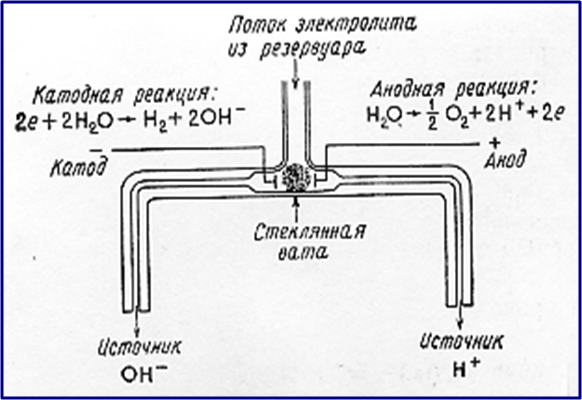 Поток электролита
из резервуара
Катодная реакция:
2e + 2H₂O → H₂ + 2OH⁻
Анодная реакция:
H₂O → ½ O₂ + 2H⁺ + 2e
−
Катод
+
Анод
Стеклянная
вата
Источник
OH⁻
Источник
H⁺